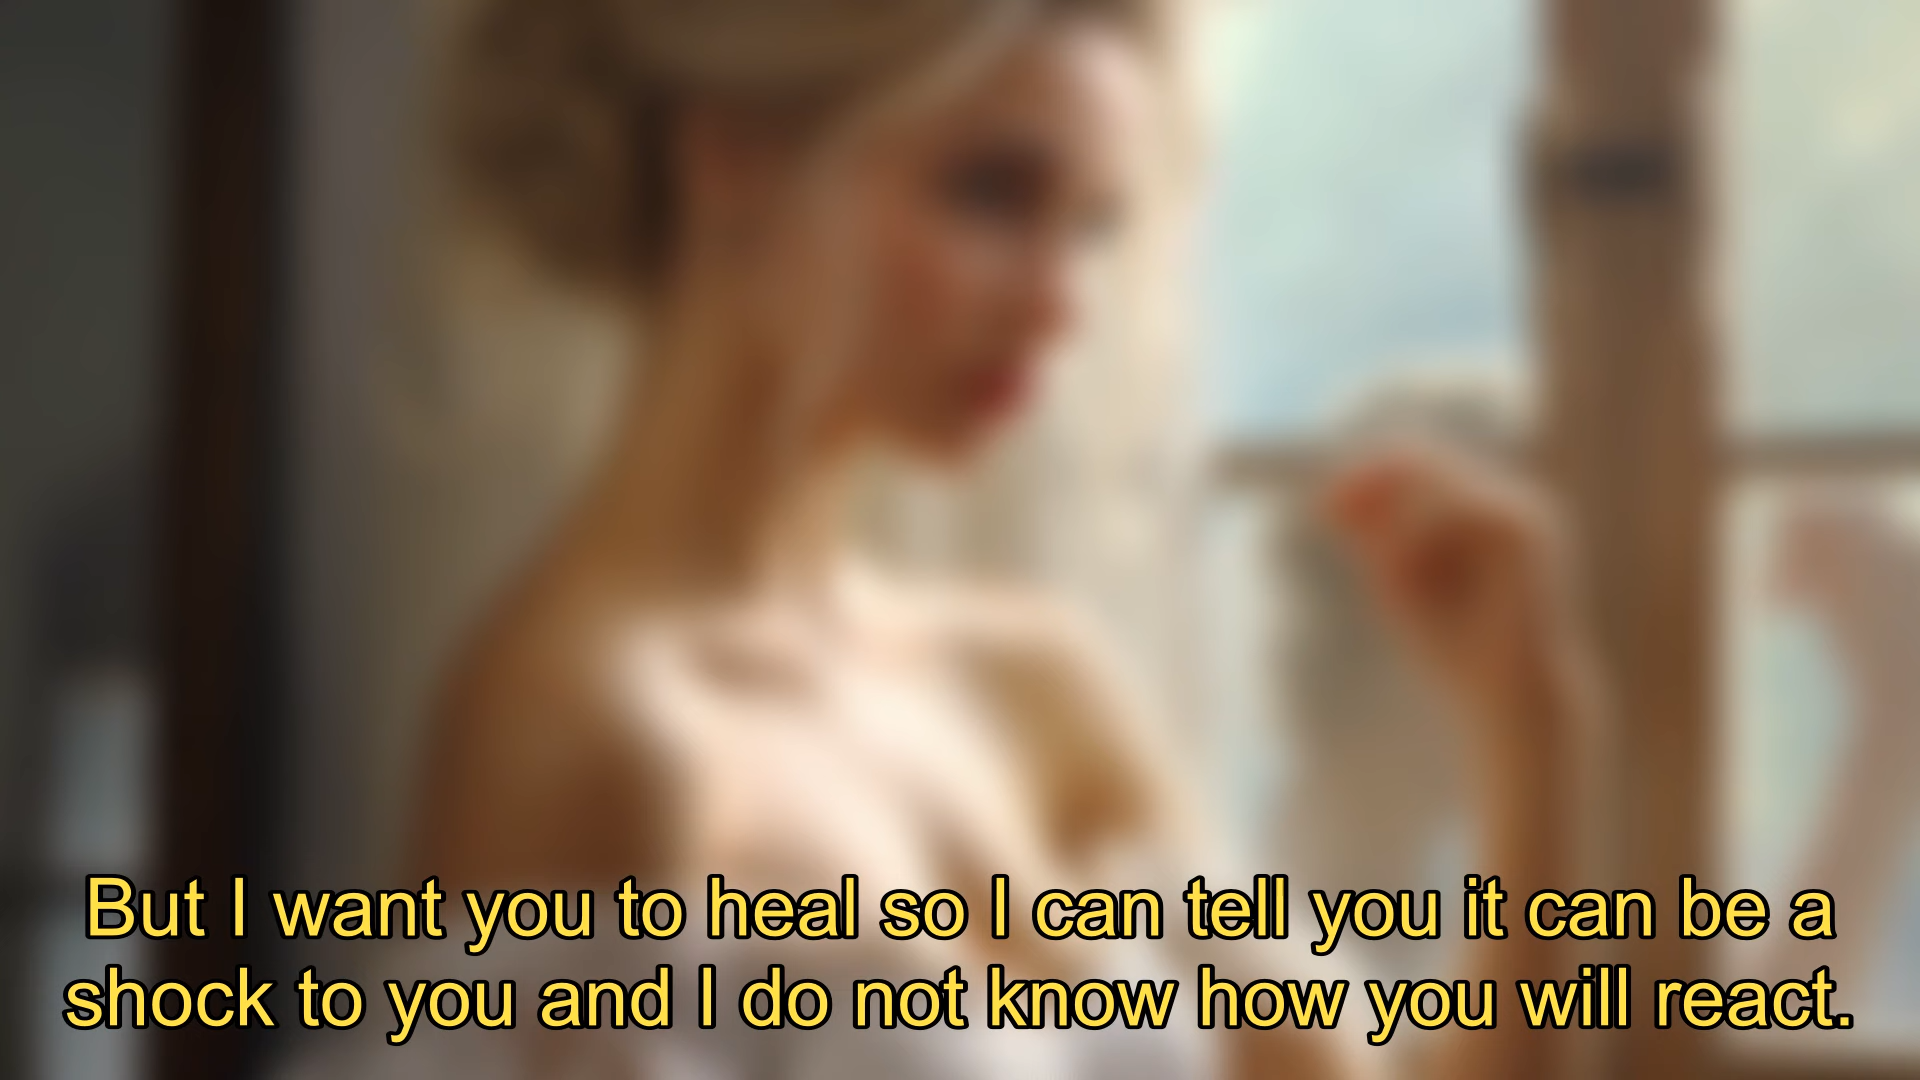 But I want you to heal so I can tell you it can be a
shock to you and I do not know how you will react.